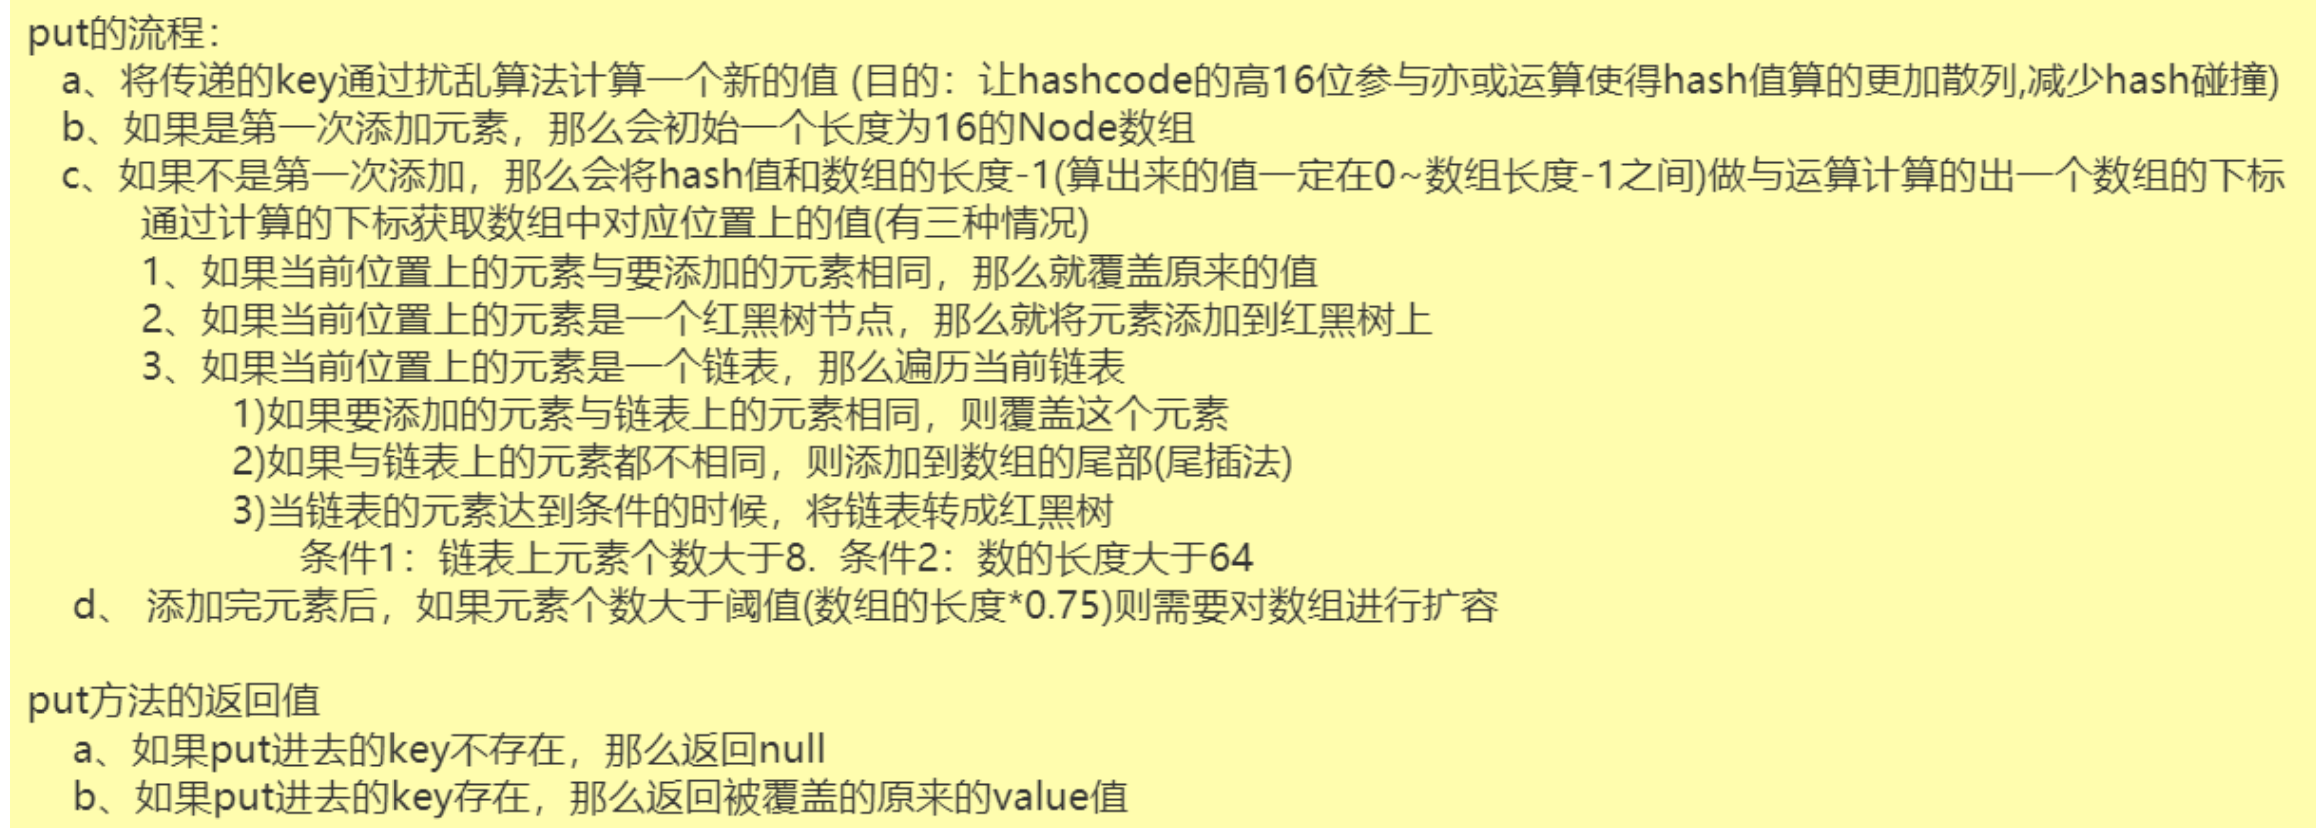 put的流程：
a、将传递的key通过扰乱算法计算一个新的值 (目的：让hashcode的高16位参与亦或运算使得hash值算的更加散列,减少hash碰撞)
b、如果是第一次添加元素，那么会初始一个长度为16的Node数组
c、如果不是第一次添加，那么会将hash值和数组的长度-1(算出来的值一定在0~数组长度-1之间)做与运算计算的出一个数组的下标
通过计算的下标获取数组中对应位置上的值(有三种情况)
1、如果当前位置上的元素与要添加的元素相同，那么就覆盖原来的值
2、如果当前位置上的元素是一个红黑树节点，那么就将元素添加到红黑树上
3、如果当前位置上的元素是一个链表，那么遍历当前链表
1)如果要添加的元素与链表上的元素相同，则覆盖这个元素
2)如果与链表上的元素都不相同，则添加到数组的尾部(尾插法)
3)当链表的元素达到条件的时候，将链表转成红黑树
条件1：链表上元素个数大于8. 条件2：数的长度大于64
d、 添加完元素后，如果元素个数大于阈值(数组的长度*0.75)则需要对数组进行扩容
put方法的返回值
a、如果put进去的key不存在，那么返回null
b、如果put进去的key存在，那么返回被覆盖的原来的value值